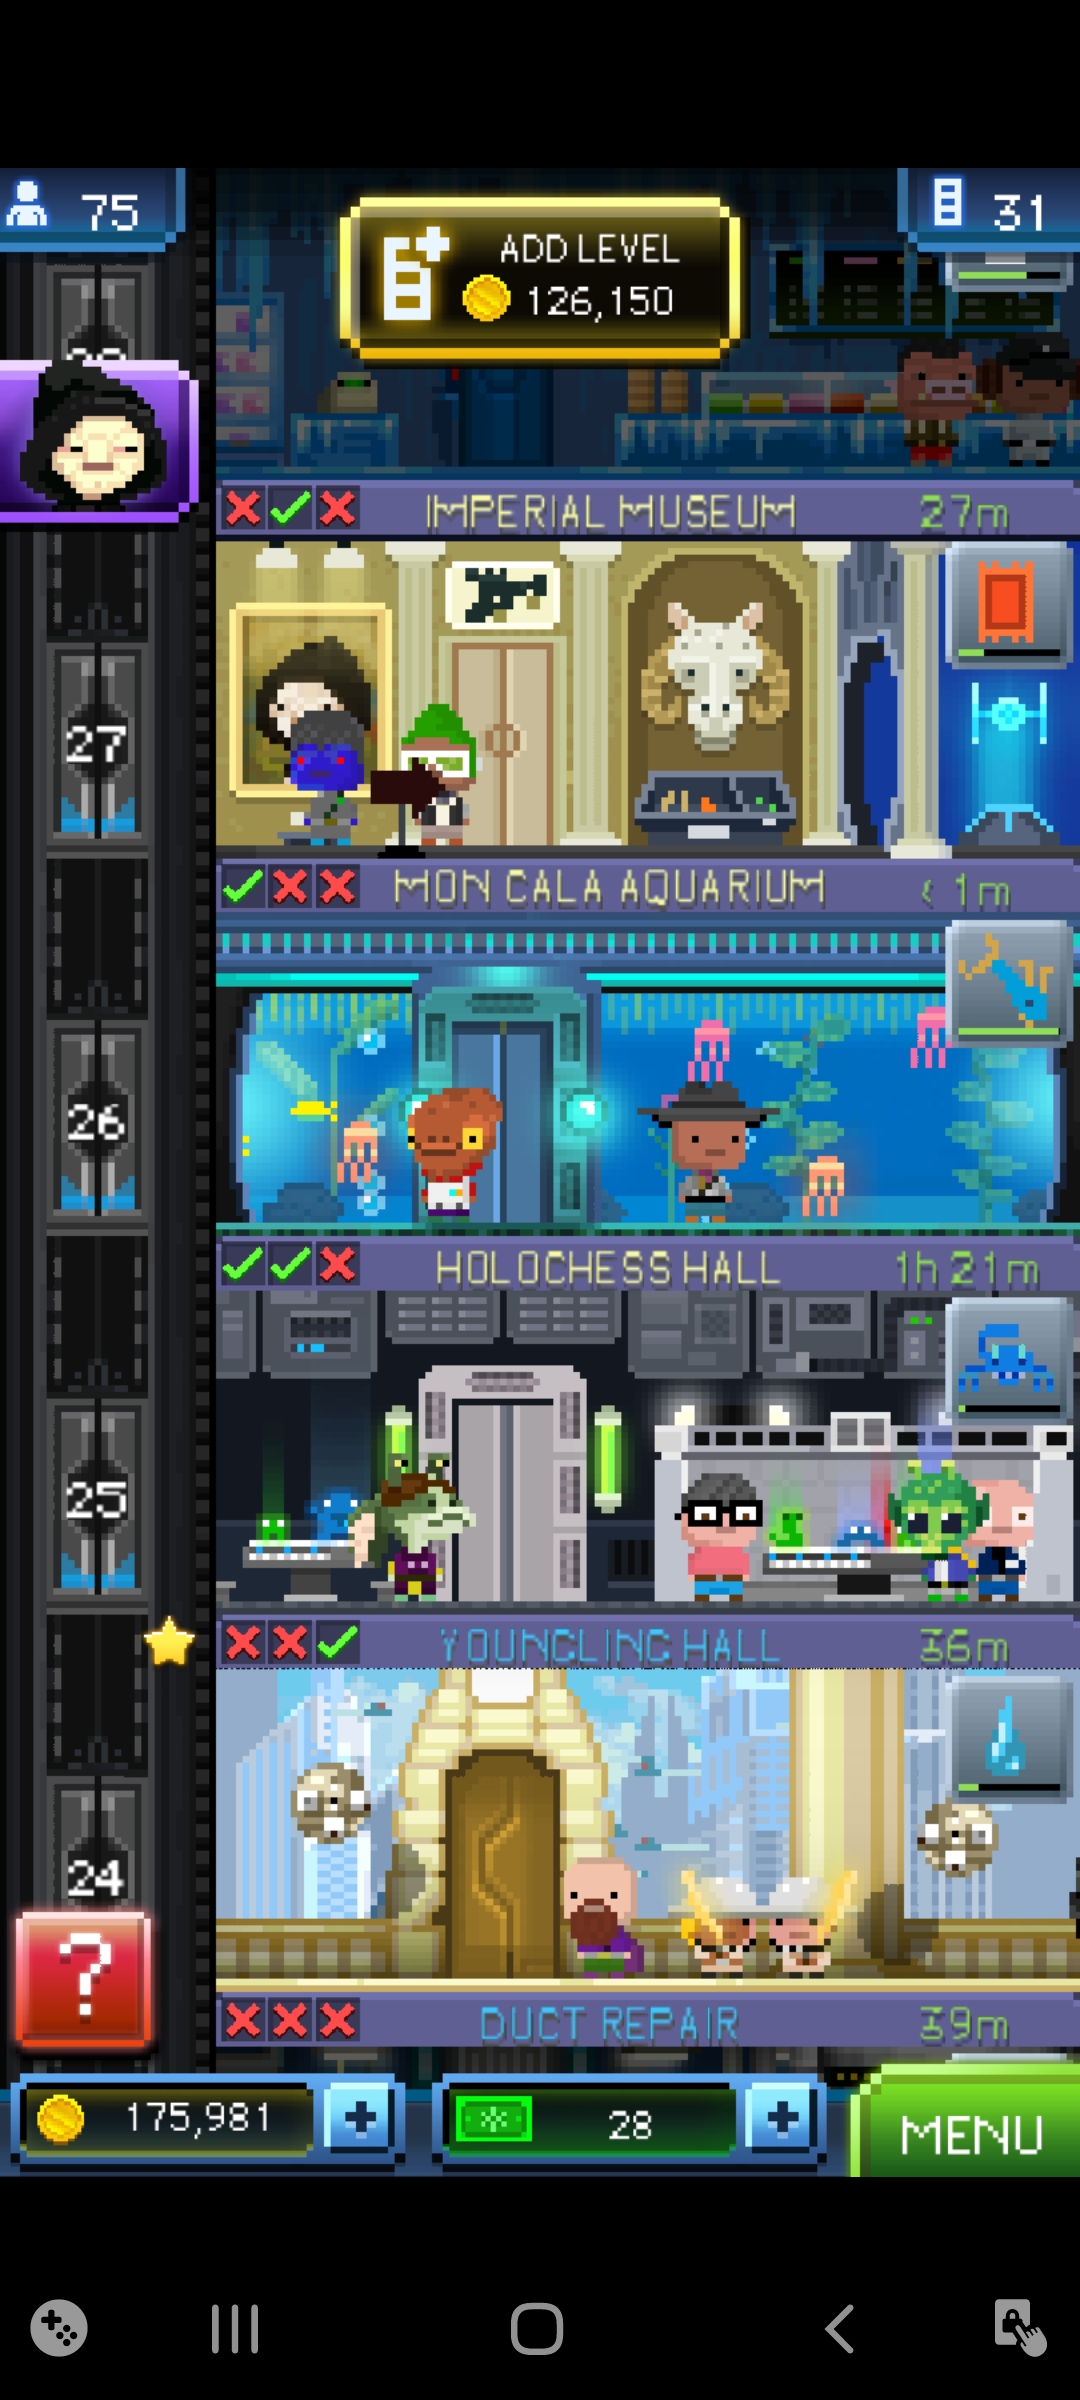 75
ADD LEVEL
126,150
31
IMPERIAL MUSEUM
27m
27
MON CALA AQUARIUM
< 1m
26
HOLOCHESS HALL
1h 21m
25
YOUNGLING HALL
36m
24
?
DUCT REPAIR
39m
175,981
+
28
+
MENU